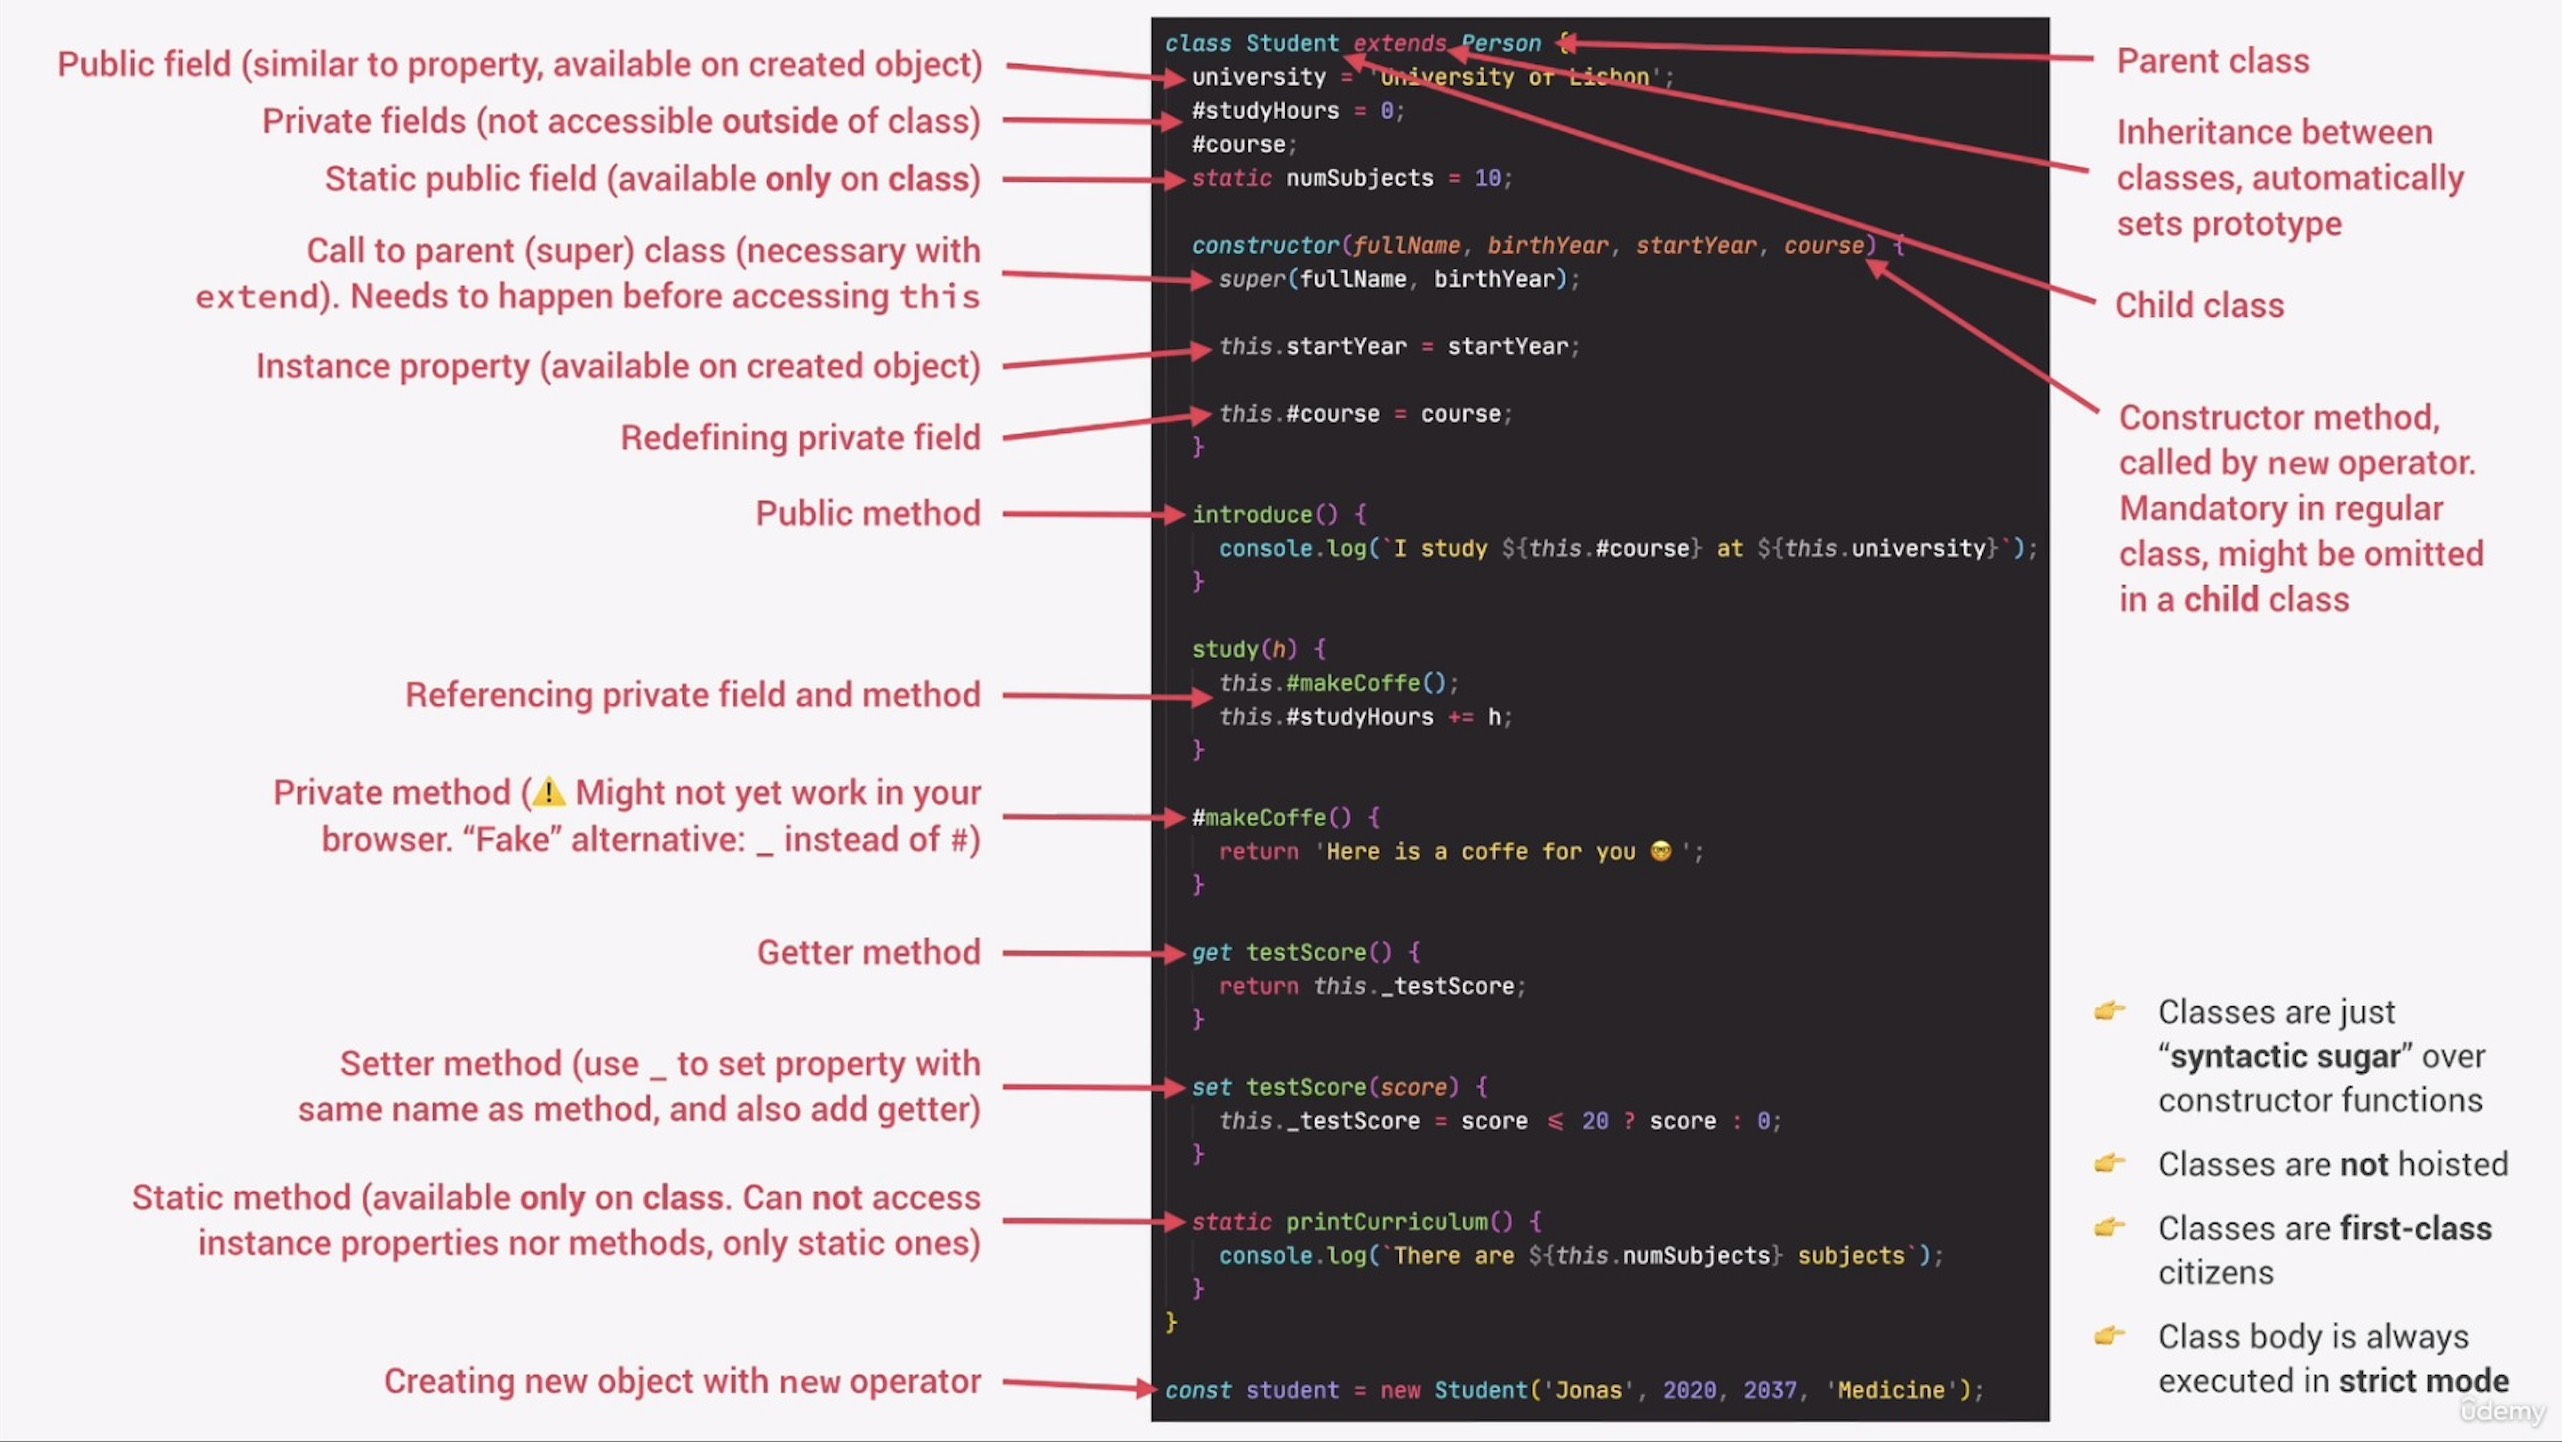 Public field (similar to property, available on created object)
Private fields (not accessible outside of class)
Static public field (available only on class)
Call to parent (super) class (necessary with
extend). Needs to happen before accessing this
Instance property (available on created object)
Redefining private field
Public method
Referencing private field and method
Private method (⚠️ Might not yet work in your
browser. “Fake” alternative: _ instead of #)
Getter method
Setter method (use _ to set property with
same name as method, and also add getter)
Static method (available only on class. Can not access
instance properties nor methods, only static ones)
Creating new object with new operator
class Student extends Person {
university = 'University of Lisbon';
#studyHours = 0;
#course;
static numSubjects = 10;
constructor(fullName, birthYear, startYear, course) {
super(fullName, birthYear);
this.startYear = startYear;
this.#course = course;
}
introduce() {
console.log(`I study ${this.#course} at ${this.university}`);
}
study(h) {
this.#makeCoffe();
this.#studyHours += h;
}
#makeCoffe() {
return 'Here is a coffe for you 🤓 ';
}
get testScore() {
return this._testScore;
}
set testScore(score) {
this._testScore = score ⩽ 20 ? score : 0;
}
static printCurriculum() {
console.log(`There are ${this.numSubjects} subjects`);
}
}
const student = new Student('Jonas', 2020, 2037, 'Medicine');
Parent class
Inheritance between
classes, automatically
sets prototype
Child class
Constructor method,
called by new operator.
Mandatory in regular
class, might be omitted
in a child class
👉 Classes are just
“syntactic sugar” over
constructor functions
👉 Classes are not hoisted
👉 Classes are first-class
citizens
👉 Class body is always
executed in strict mode
ûdemy